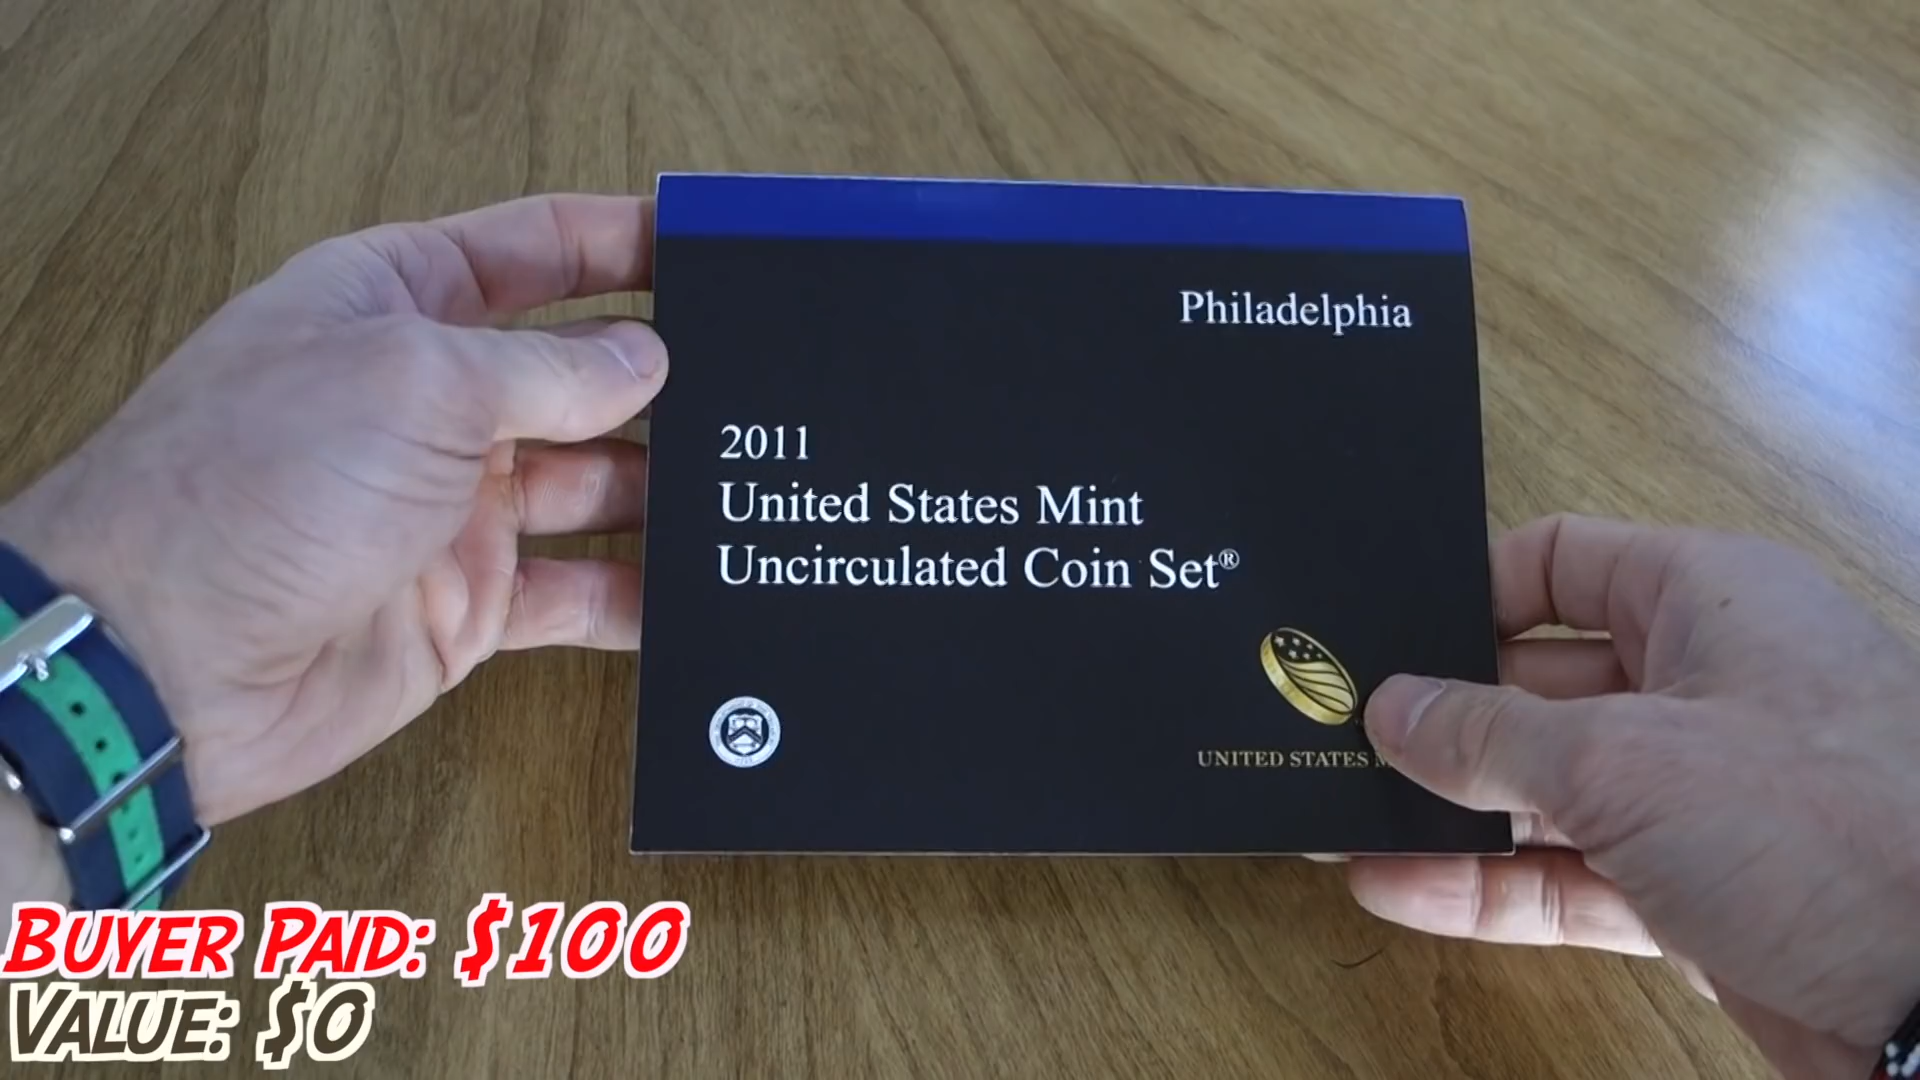 Philadelphia
2011
United States Mint
Uncirculated Coin Set®
UNITED STATES
BUYER PAID: $100
VALUE: $0